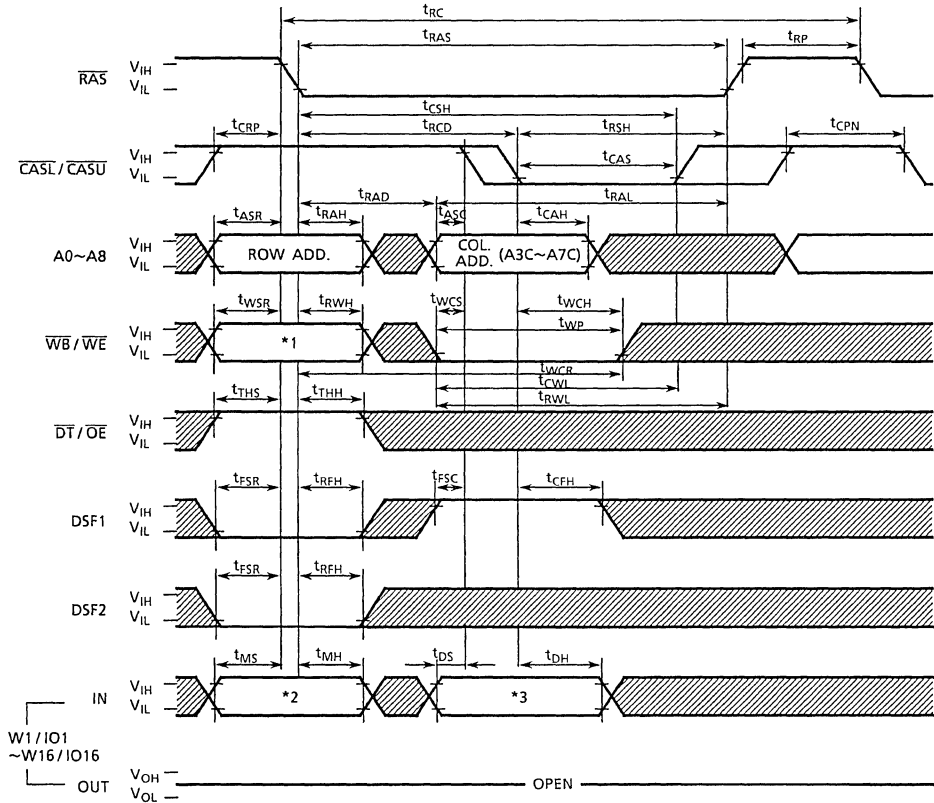 tRC
tRAS
tRP
RAS
VIH
VIL
tCSH
tCRP
tRCD
tRSH
tCPN
CASL / CASU
VIH
VIL
tCAS
tRAD
tRAL
tASR
tRAH
tASC
tCAH
A0~A8
VIH
VIL
ROW ADD.
COL. ADD. (A3C~A7C)
tWSR
tRWH
tWCS
tWCH
tWP
WB / WE
VIH
VIL
*1
tWCR
tCWL
tRWL
tTHS
tTHH
DT / OE
VIH
VIL
tFSR
tRFH
tFSC
tCFH
DSF1
VIH
VIL
tFSR
tRFH
DSF2
VIH
VIL
tMS
tMH
tDS
tDH
IN
VIH
VIL
*2
*3
W1/IO1
~W16/IO16
OUT
VOH
VOL
OPEN